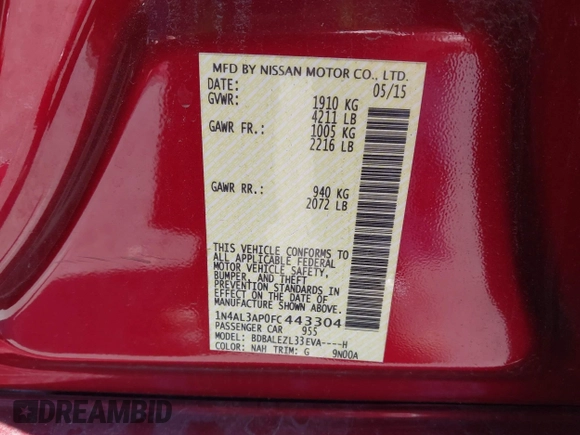 MFD BY NISSAN MOTOR CO., LTD.
DATE: 05/15
GVWR: 1910 KG
4211 LB
GAWR FR.: 1005 KG
2216 LB
GAWR RR.: 940 KG
2072 LB
THIS VEHICLE CONFORMS TO
ALL APPLICABLE FEDERAL
MOTOR VEHICLE SAFETY,
BUMPER, AND THEFT
PREVENTION STANDARDS IN
EFFECT ON THE DATE OF
MANUFACTURE SHOWN ABOVE.
1N4AL3AP0FC443304
PASSENGER CAR 955
MODEL: BDBALEZL33EVA----H
COLOR: NAH TRIM: G 9N00A
DREAMBID